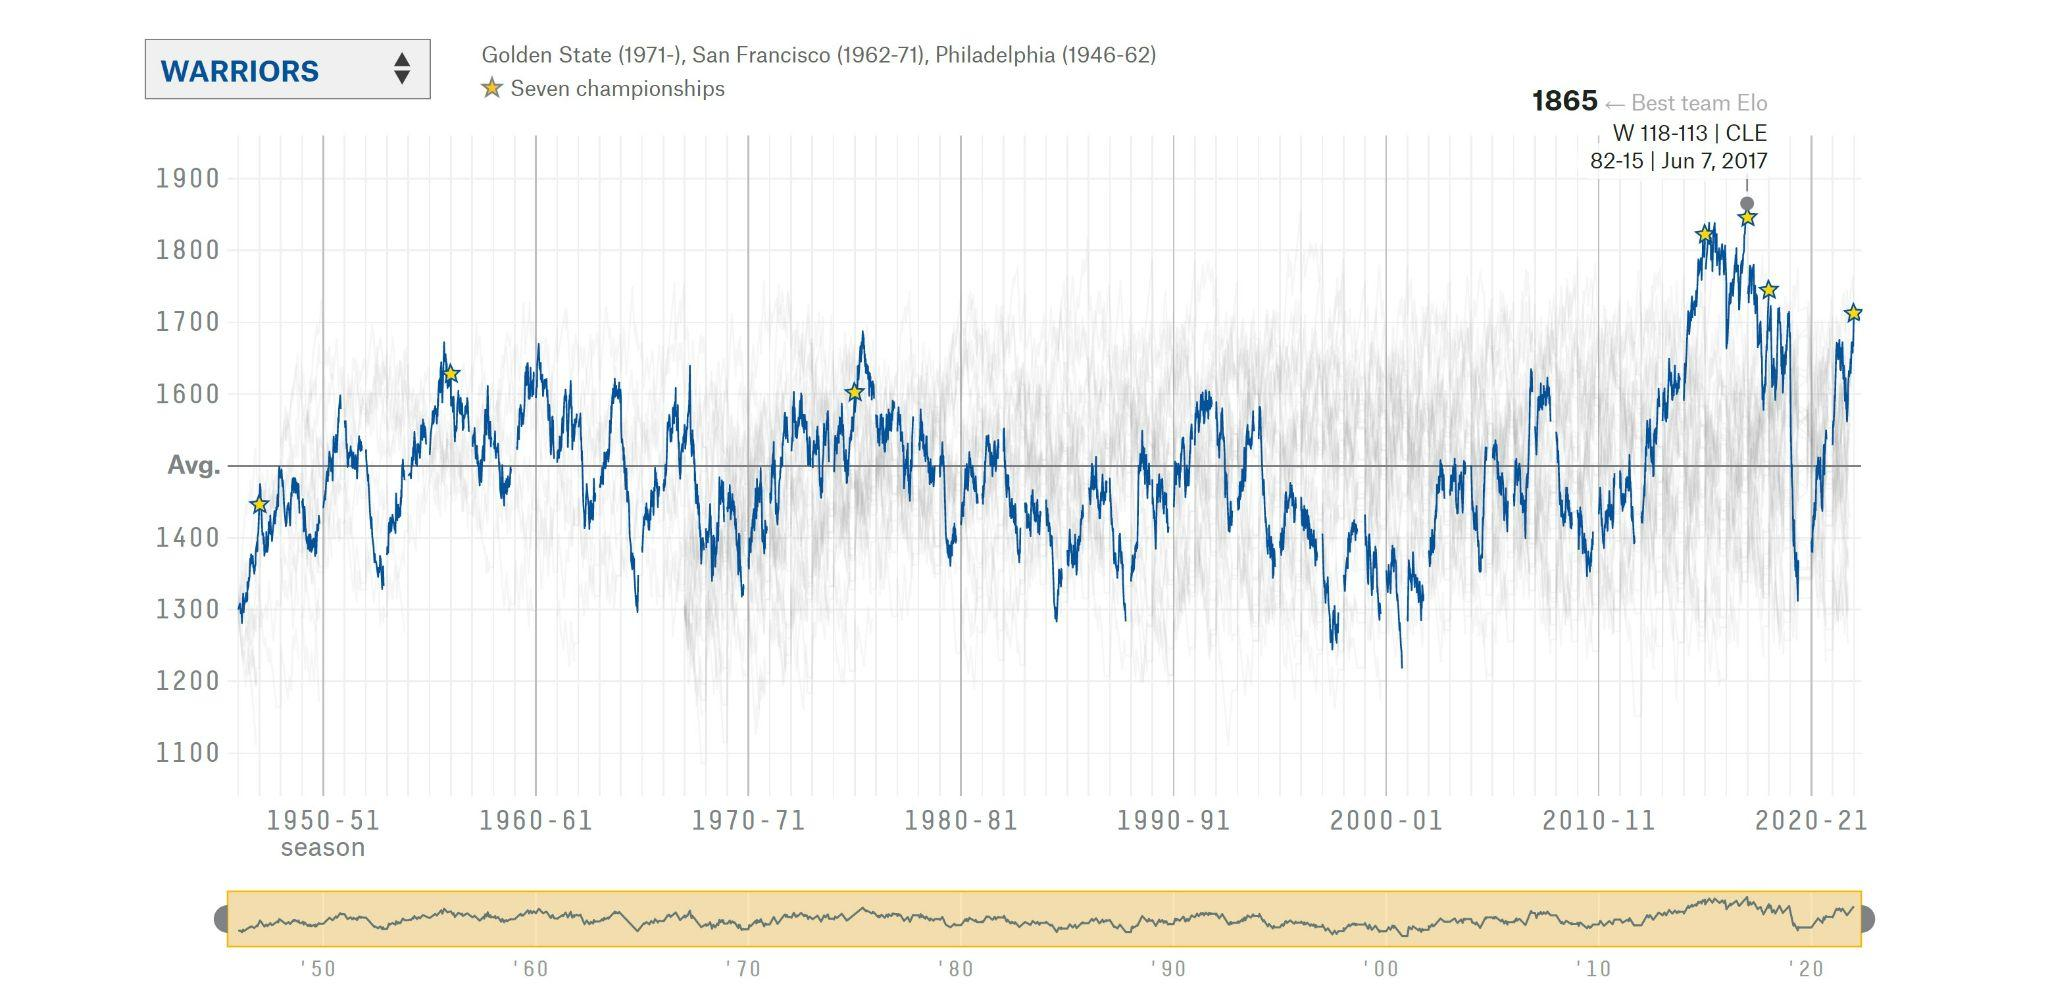 WARRIORS
Golden State (1971-), San Francisco (1962-71), Philadelphia (1946-62)
Seven championships
1865 ← Best team Elo
W 118-113 | CLE
82-15 | Jun 7, 2017
1900
1800
1700
1600
Avg.
1400
1300
1200
1100
1950-51 1960-61 1970-71 1980-81 1990-91 2000-01 2010-11 2020-21
season
'50 '60 '70 '80 '90 '00 '10 '20